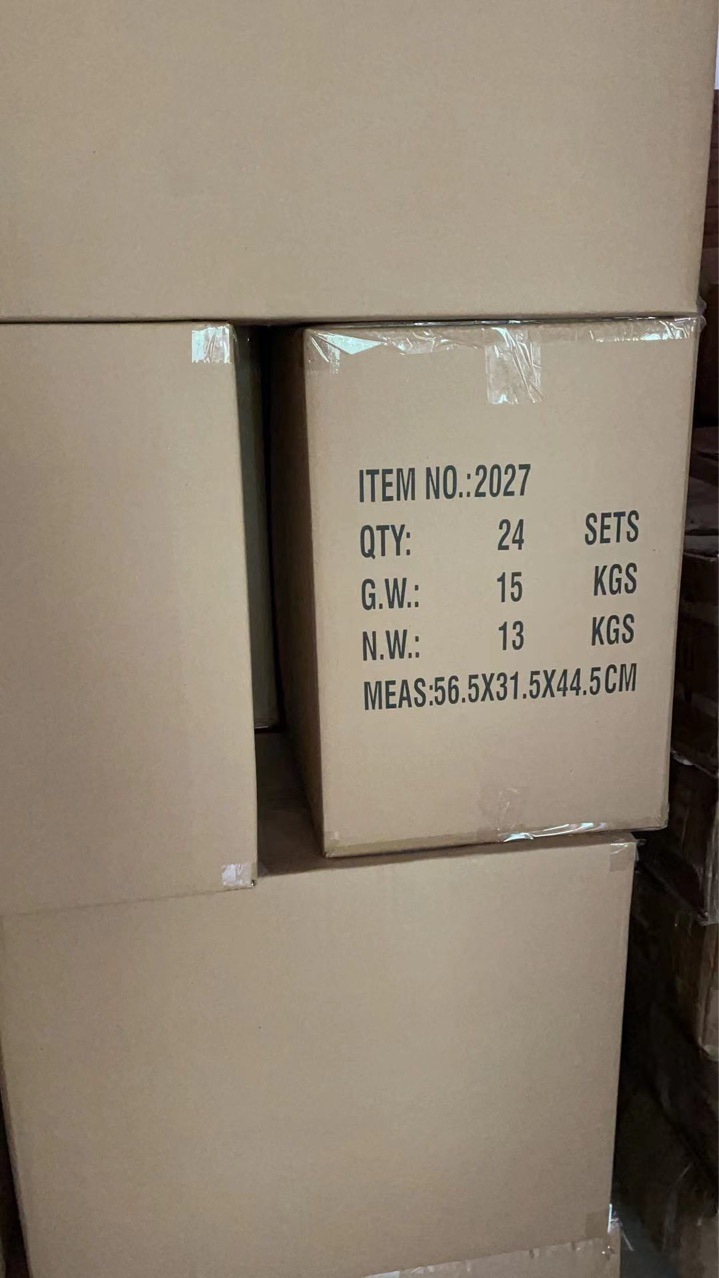 ITEM NO.:2027
QTY: 24 SETS
G.W.: 15 KGS
N.W.: 13 KGS
MEAS:56.5X31.5X44.5CM